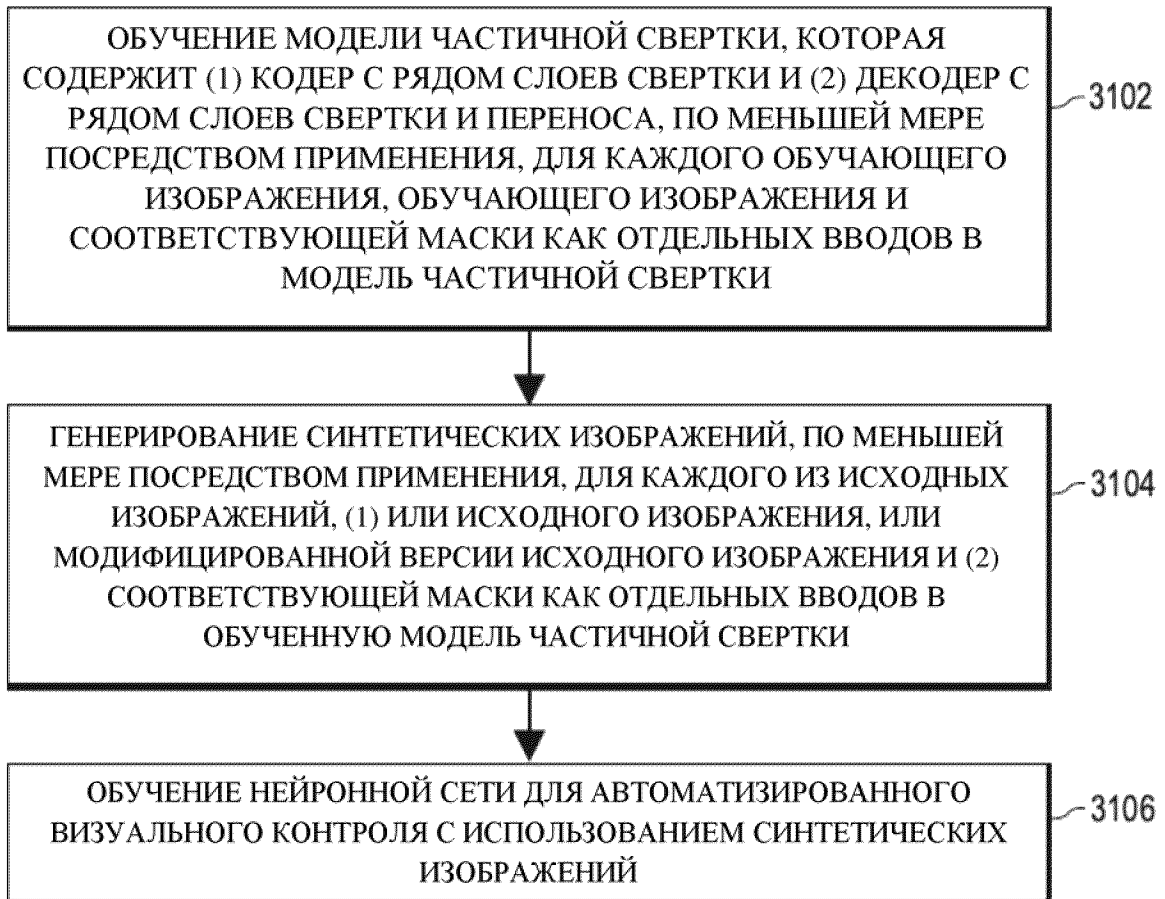 ОБУЧЕНИЕ МОДЕЛИ ЧАСТИЧНОЙ СВЕРТКИ, КОТОРАЯ
СОДЕРЖИТ (1) КОДЕР С РЯДОМ СЛОЕВ СВЕРТКИ И (2) ДЕКОДЕР С
РЯДОМ СЛОЕВ СВЕРТКИ И ПЕРЕНОСА, ПО МЕНЬШЕЙ МЕРЕ
ПОСРЕДСТВОМ ПРИМЕНЕНИЯ, ДЛЯ КАЖДОГО ОБУЧАЮЩЕГО
ИЗОБРАЖЕНИЯ, ОБУЧАЮЩЕГО ИЗОБРАЖЕНИЯ И
СООТВЕТСТВУЮЩЕЙ МАСКИ КАК ОТДЕЛЬНЫХ ВВОДОВ В
МОДЕЛЬ ЧАСТИЧНОЙ СВЕРТКИ
3102
ГЕНЕРИРОВАНИЕ СИНТЕТИЧЕСКИХ ИЗОБРАЖЕНИЙ, ПО МЕНЬШЕЙ
МЕРЕ ПОСРЕДСТВОМ ПРИМЕНЕНИЯ, ДЛЯ КАЖДОГО ИЗ ИСХОДНЫХ
ИЗОБРАЖЕНИЙ, (1) ИЛИ ИСХОДНОГО ИЗОБРАЖЕНИЯ, ИЛИ
МОДИФИЦИРОВАННОЙ ВЕРСИИ ИСХОДНОГО ИЗОБРАЖЕНИЯ И (2)
СООТВЕТСТВУЮЩЕЙ МАСКИ КАК ОТДЕЛЬНЫХ ВВОДОВ В
ОБУЧЕННУЮ МОДЕЛЬ ЧАСТИЧНОЙ СВЕРТКИ
3104
ОБУЧЕНИЕ НЕЙРОННОЙ СЕТИ ДЛЯ АВТОМАТИЗИРОВАННОГО
ВИЗУАЛЬНОГО КОНТРОЛЯ С ИСПОЛЬЗОВАНИЕМ СИНТЕТИЧЕСКИХ
ИЗОБРАЖЕНИЙ
3106